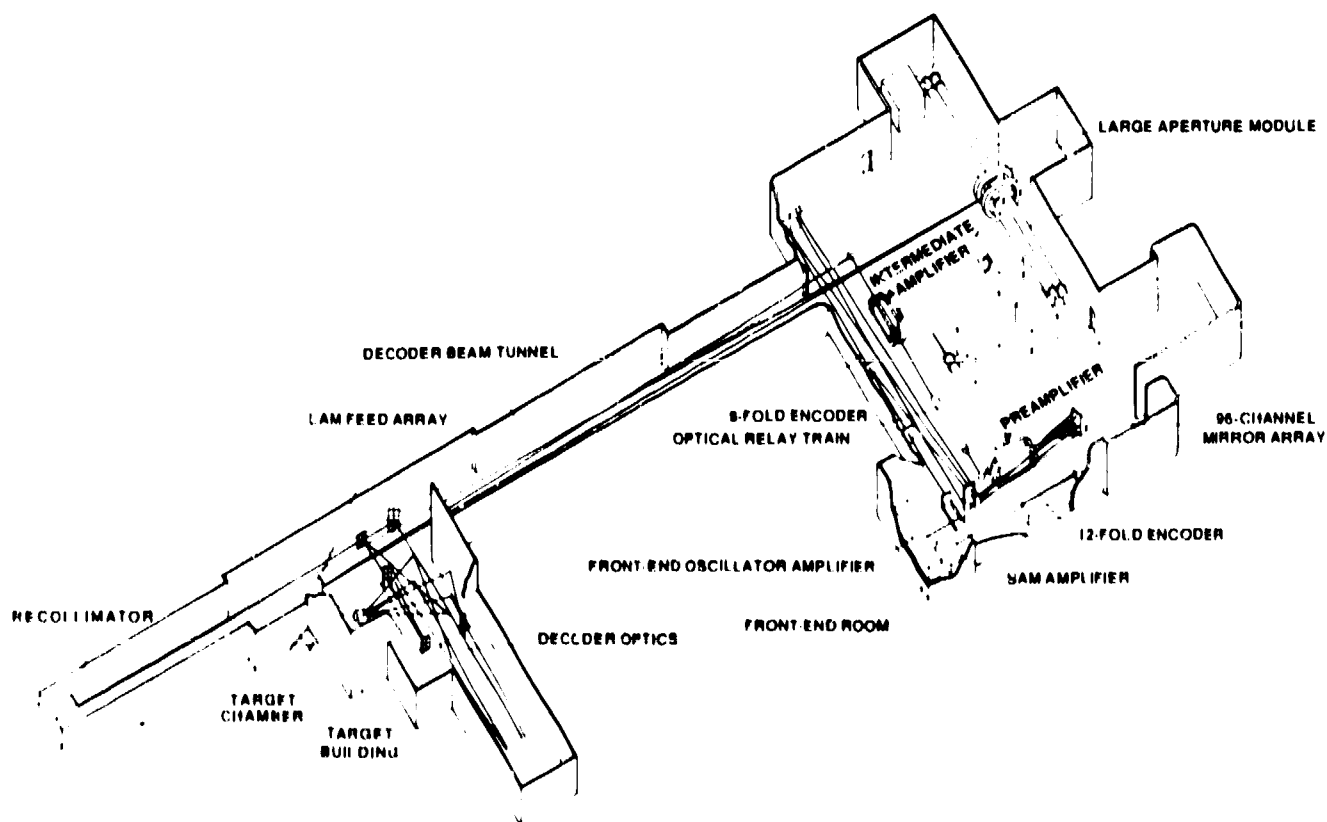 LARGE APERTURE MODULE
INTERMEDIATE
AMPLIFIER
DECODER BEAM TUNNEL
LAM FEED ARRAY
8-FOLD ENCODER
OPTICAL RELAY TRAIN
PREAMPLIFIER
96-CHANNEL
MIRROR ARRAY
12-FOLD ENCODER
FRONT-END OSCILLATOR AMPLIFIER
SAM AMPLIFIER
RECOLLIMATOR
DECODER OPTICS
FRONT-END ROOM
TARGET
CHAMBER
TARGET
BUILDING